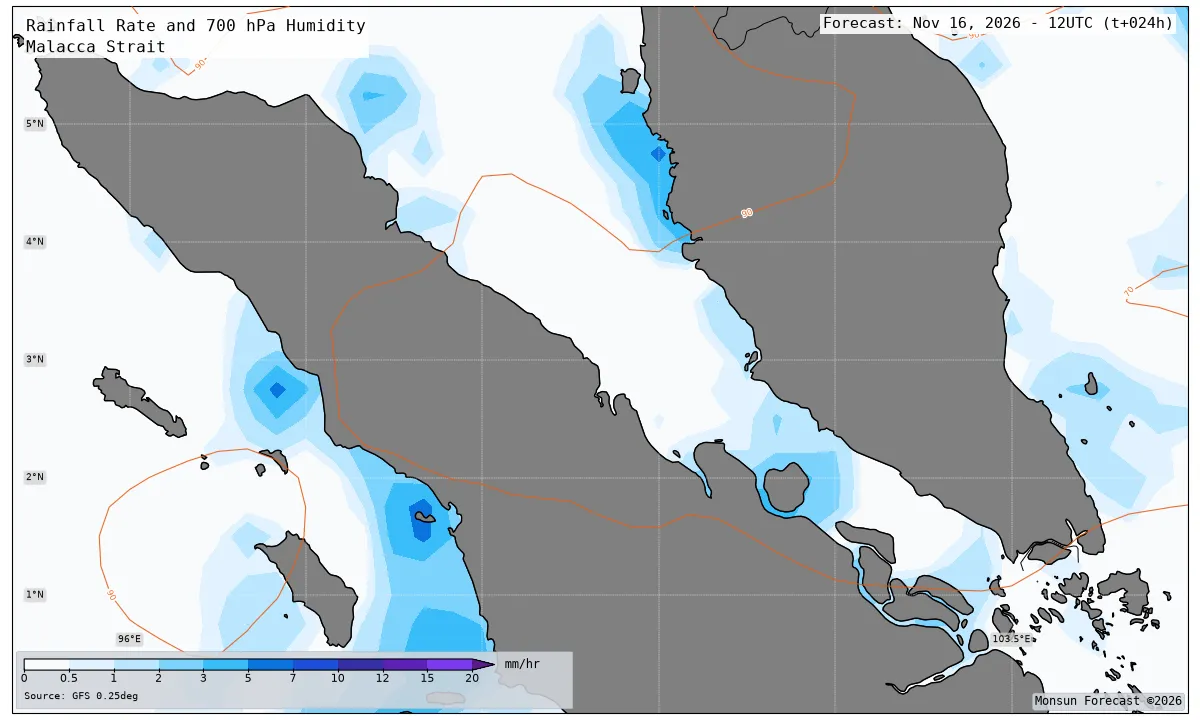 Rainfall Rate and 700 hPa Humidity
Malacca Strait
Forecast: Nov 16, 2026 - 12UTC (t+024h)
90
90
5°N
90
4°N
70
3°N
2°N
90
1°N
96°E
103.5°E
mm/hr
0 0.5 1 2 3 5 7 10 12 15 20
Source: GFS 0.25deg
Monsun Forecast ©2026